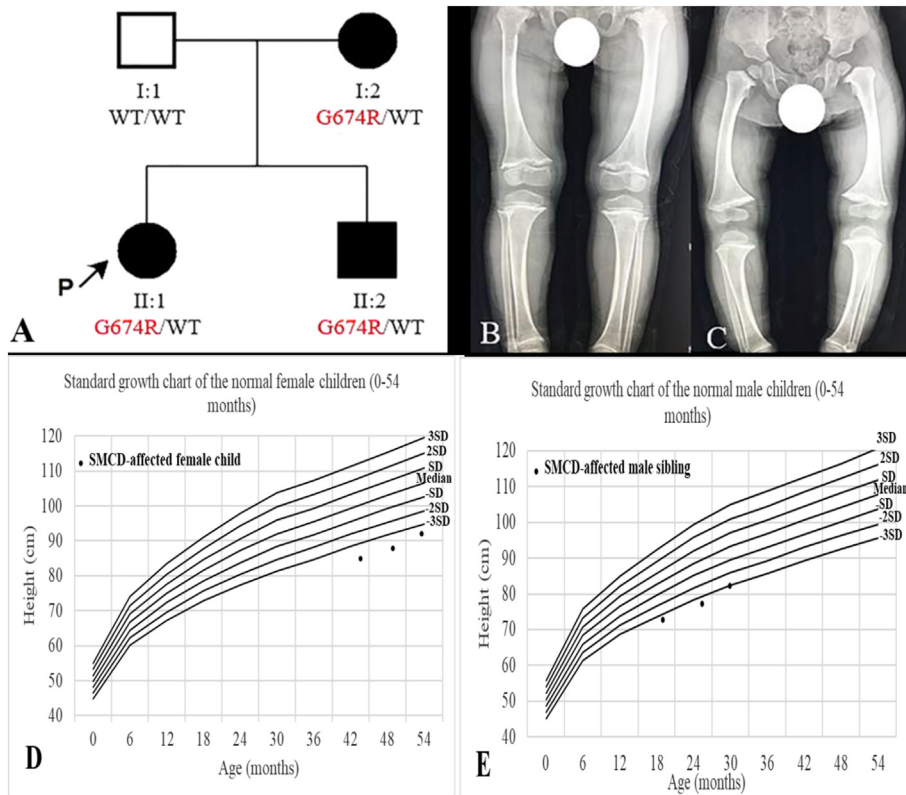 I:1
WT/WT
I:2
G674R/WT
P
II:1
G674R/WT
II:2
G674R/WT
A
B
C
Standard growth chart of the normal female children (0-54
months)
SMCD-affected female child
Height (cm)
120
110
100
90
80
70
60
50
40
3SD
2SD
SD
Median
-SD
-2SD
-3SD
0 6 12 18 24 30 36 42 48 54
Age (months)
D
Standard growth chart of the normal male children (0-54
months)
SMCD-affected male sibling
Height (cm)
120
110
100
90
80
70
60
50
40
3SD
2SD
SD
Median
-SD
-2SD
-3SD
0 6 12 18 24 30 36 42 48 54
Age (months)
E